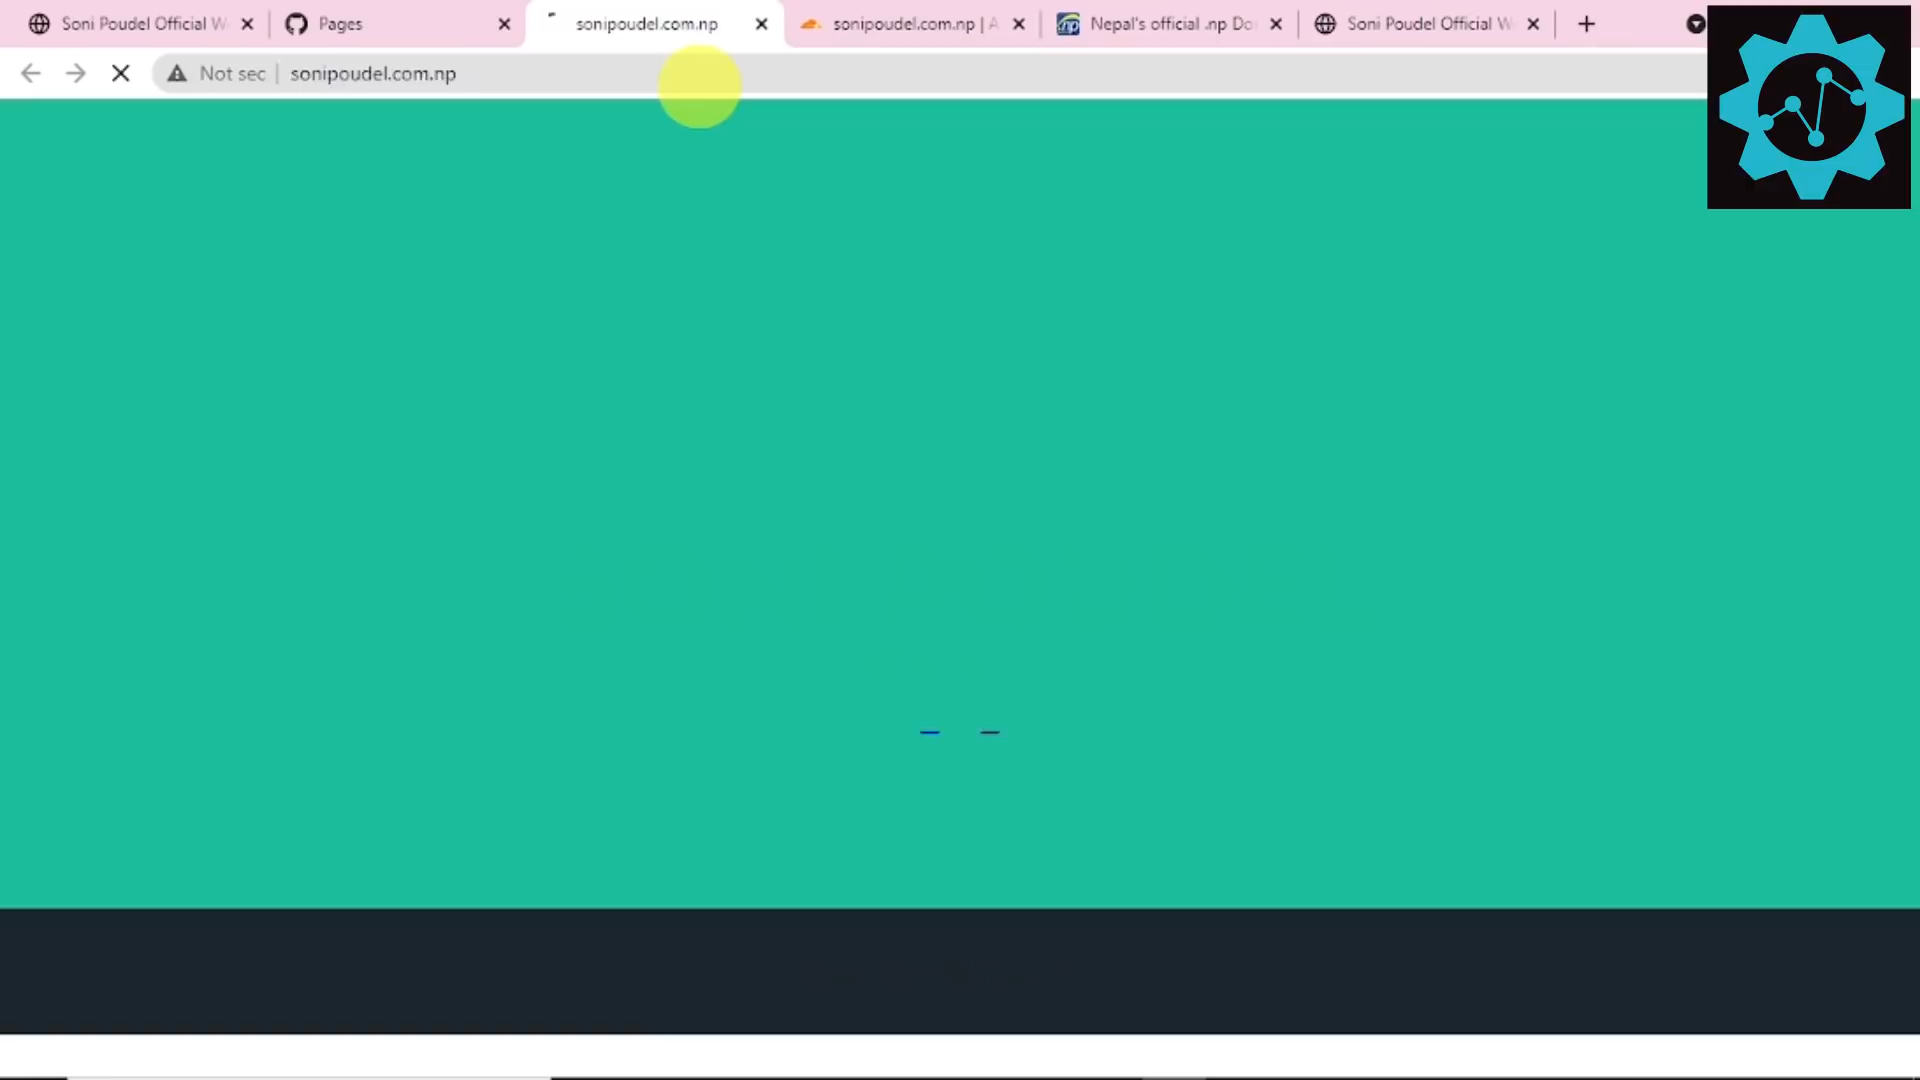 Soni Poudel Official W
Pages
sonipoudel.com.np
sonipoudel.com.np | A
Nepal's official .np Do
Soni Poudel Official W
Not sec
sonipoudel.com.np